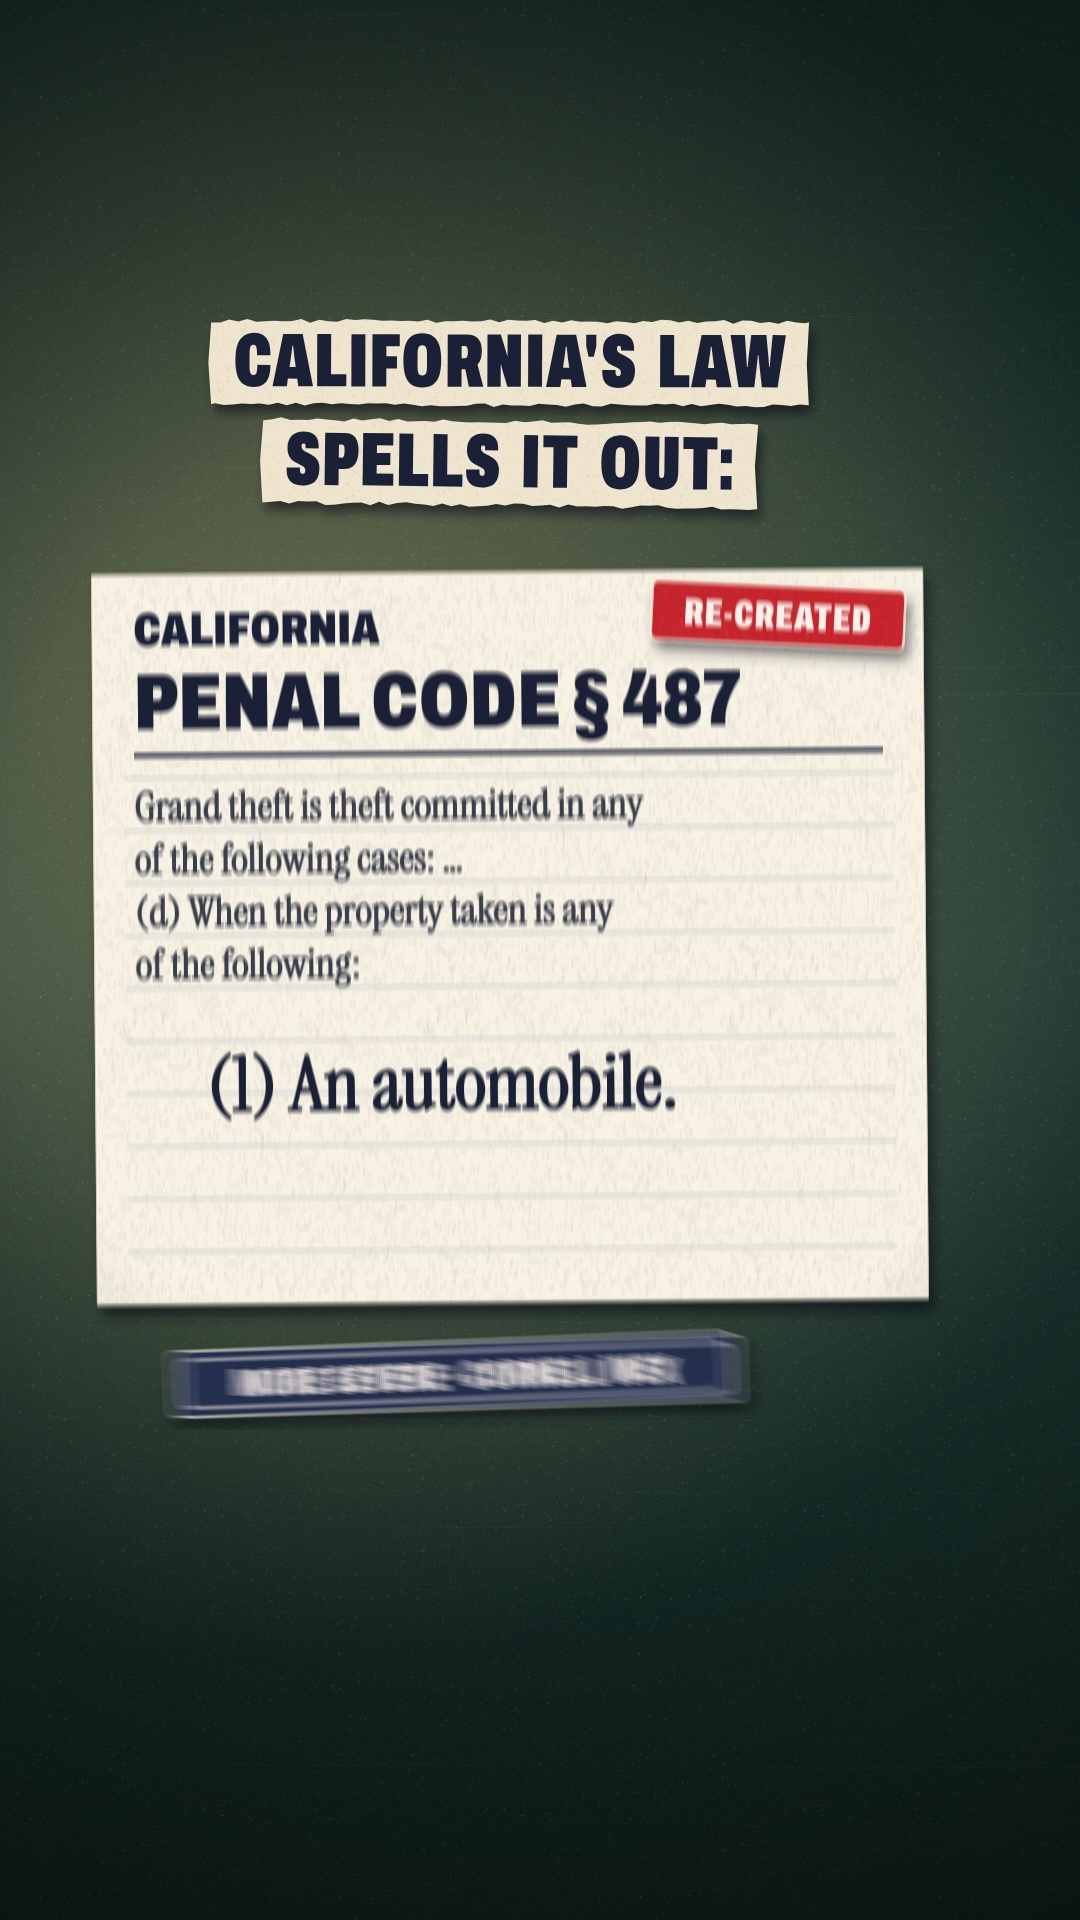 CALIFORNIA'S LAW
SPELLS IT OUT:
RE-CREATED
CALIFORNIA
PENAL CODE § 487
Grand theft is theft committed in any
of the following cases: ...
(d) When the property taken is any
of the following:
(1) An automobile.